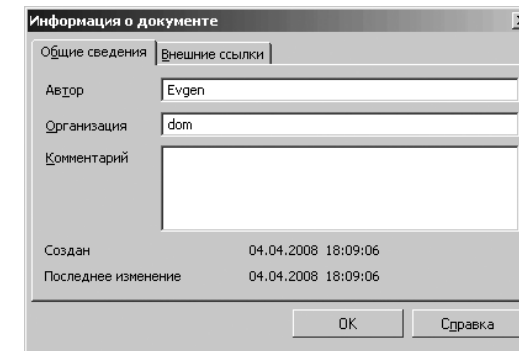 Информация о документе
Общие сведения Внешние ссылки
Автор Evgen
Организация dom
Комментарий
Создан 04.04.2008 18:09:06
Последнее изменение 04.04.2008 18:09:06
OK Справка